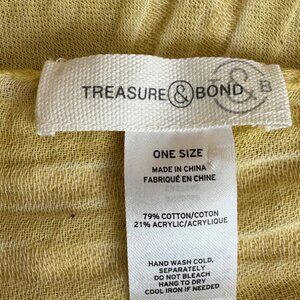 TREASURE & BOND
& B
ONE SIZE
MADE IN CHINA
FABRIQUÉ EN CHINE
79% COTTON/COTON
21% ACRYLIC/ACRYLIQUE
HAND WASH COLD,
SEPARATELY
DO NOT BLEACH
HANG TO DRY
COOL IRON IF NEEDED